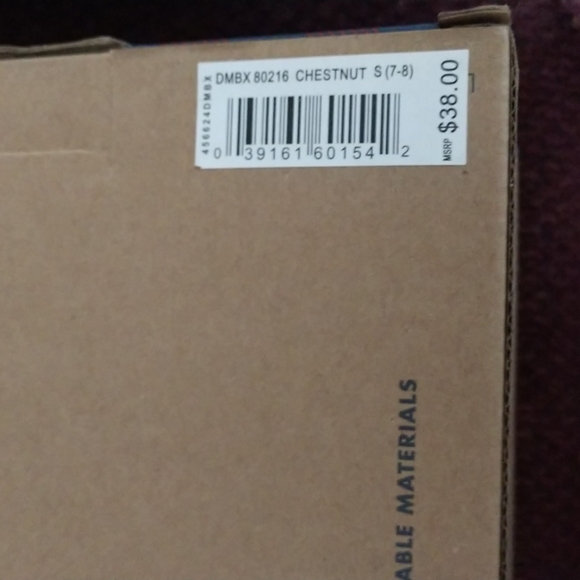 DMBX 80216 CHESTNUT S (7-8)
456624DMBX
0 39161 60154 2
MSRP $38.00
ABLE MATERIALS